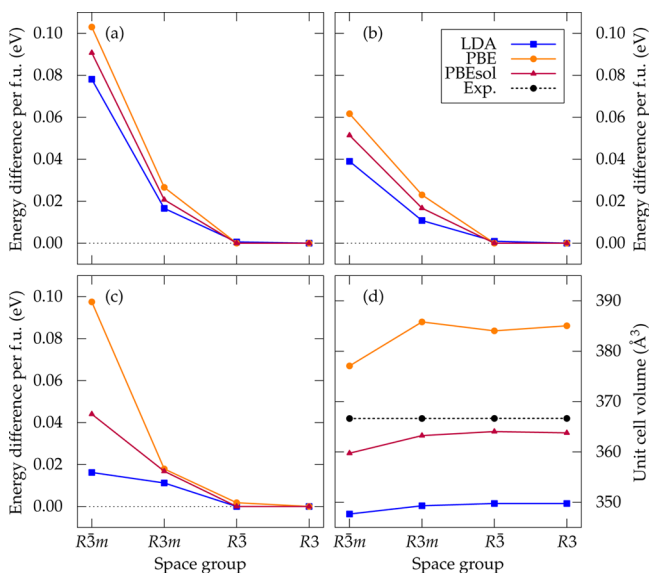 (a)
Energy difference per f.u. (eV)
0.10
0.08
0.06
0.04
0.02
0.00
(b)
LDA
PBE
PBEsol
Exp.
0.10
0.08
0.06
0.04
0.02
0.00
Energy difference per f.u. (eV)
(c)
Energy difference per f.u. (eV)
0.10
0.08
0.06
0.04
0.02
0.00
R3̄m
R3m
R3̄
R3
Space group
(d)
390
380
370
360
350
Unit cell volume (Å³)
R3̄m
R3m
R3̄
R3
Space group